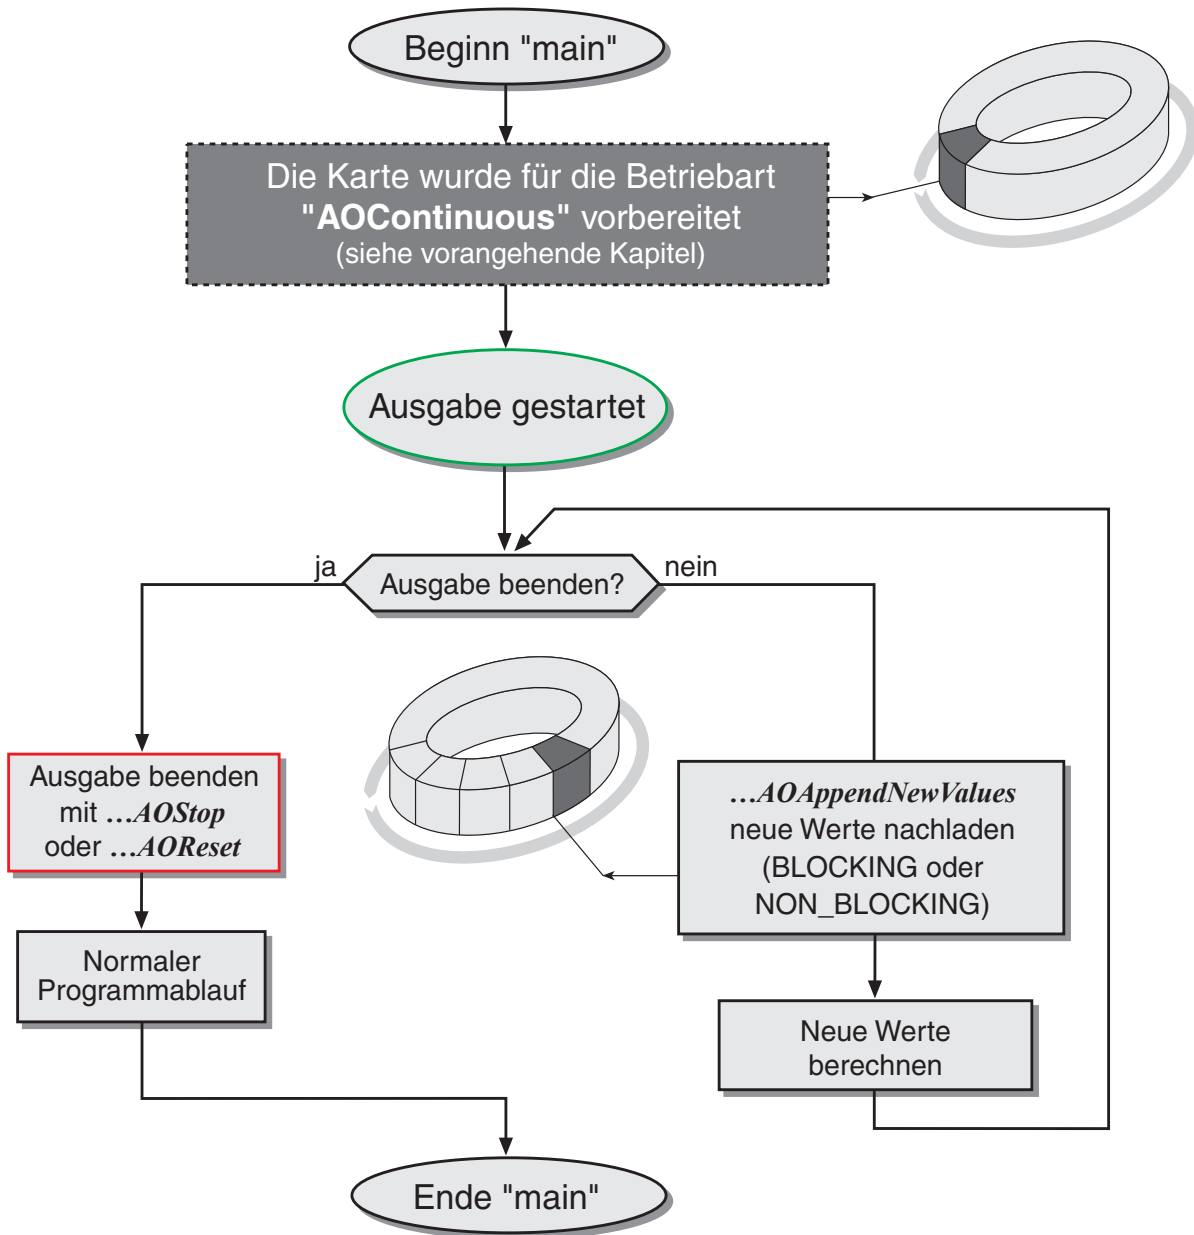 Beginn "main"
Die Karte wurde für die Betriebart
"AOContinuous" vorbereitet
(siehe vorangehende Kapitel)
Ausgabe gestartet
ja
Ausgabe beenden?
nein
Ausgabe beenden
mit ...AOStop
oder ...AOReset
...AOAppendNewValues
neue Werte nachladen
(BLOCKING oder
NON_BLOCKING)
Normaler
Programmablauf
Neue Werte
berechnen
Ende "main"